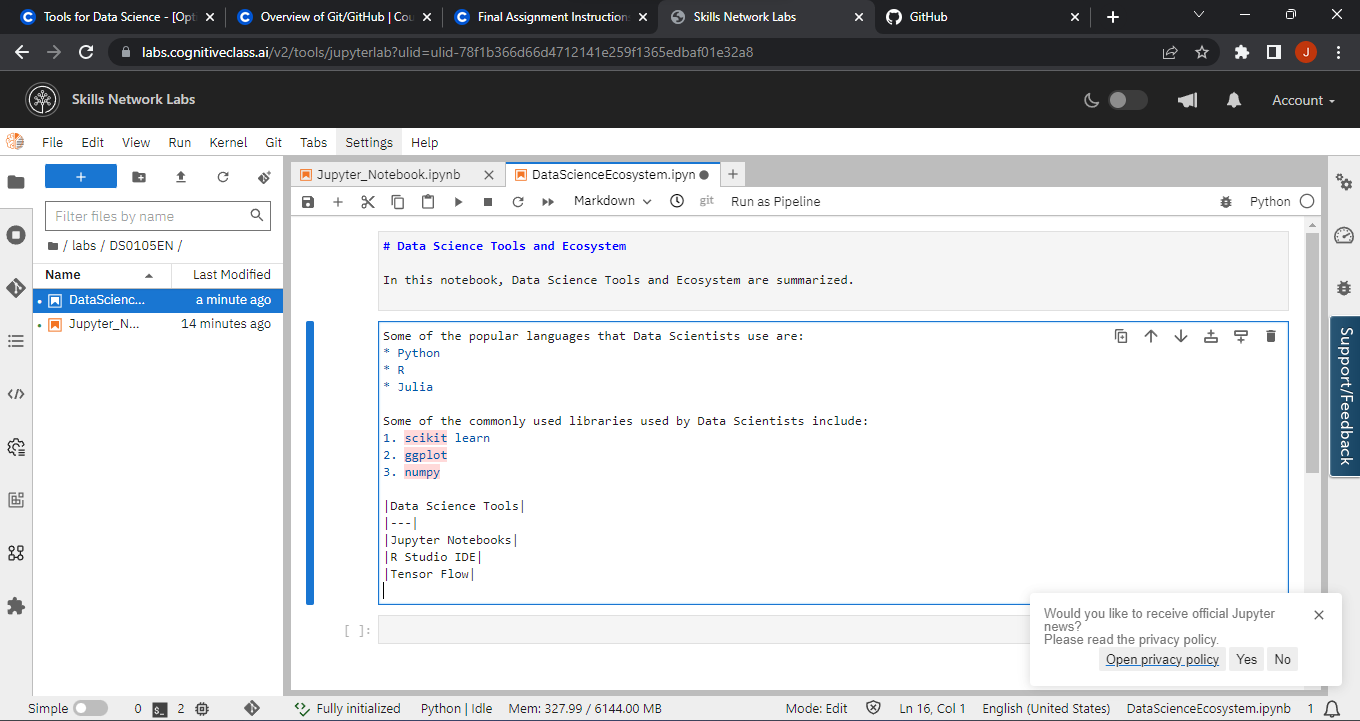 Tools for Data Science - [Opt
Overview of Git/GitHub | Cou
Final Assignment Instructions
Skills Network Labs
GitHub
labs.cognitiveclass.ai/v2/tools/jupyterlab?ulid=ulid-78f1b366d66d4712141e259f1365edbaf01e32a8
J
Skills Network Labs
Account
File Edit View Run Kernel Git Tabs Settings Help
Jupyter_Notebook.ipynb
DataScienceEcosystem.ipyn
Markdown
git
Run as Pipeline
Python
Filter files by name
/ labs / DS0105EN /
Name Last Modified
DataScienc... a minute ago
Jupyter_N... 14 minutes ago
# Data Science Tools and Ecosystem
In this notebook, Data Science Tools and Ecosystem are summarized.
Some of the popular languages that Data Scientists use are:
* Python
* R
* Julia
Some of the commonly used libraries used by Data Scientists include:
1. scikit learn
2. ggplot
3. numpy
|Data Science Tools|
|---|
|Jupyter Notebooks|
|R Studio IDE|
|Tensor Flow|
[ ]:
Support/Feedback
Would you like to receive official Jupyter
news?
Please read the privacy policy.
Open privacy policy Yes No
Simple 0 2 Fully initialized Python | Idle Mem: 327.99 / 6144.00 MB Mode: Edit Ln 16, Col 1 English (United States) DataScienceEcosystem.ipynb 1